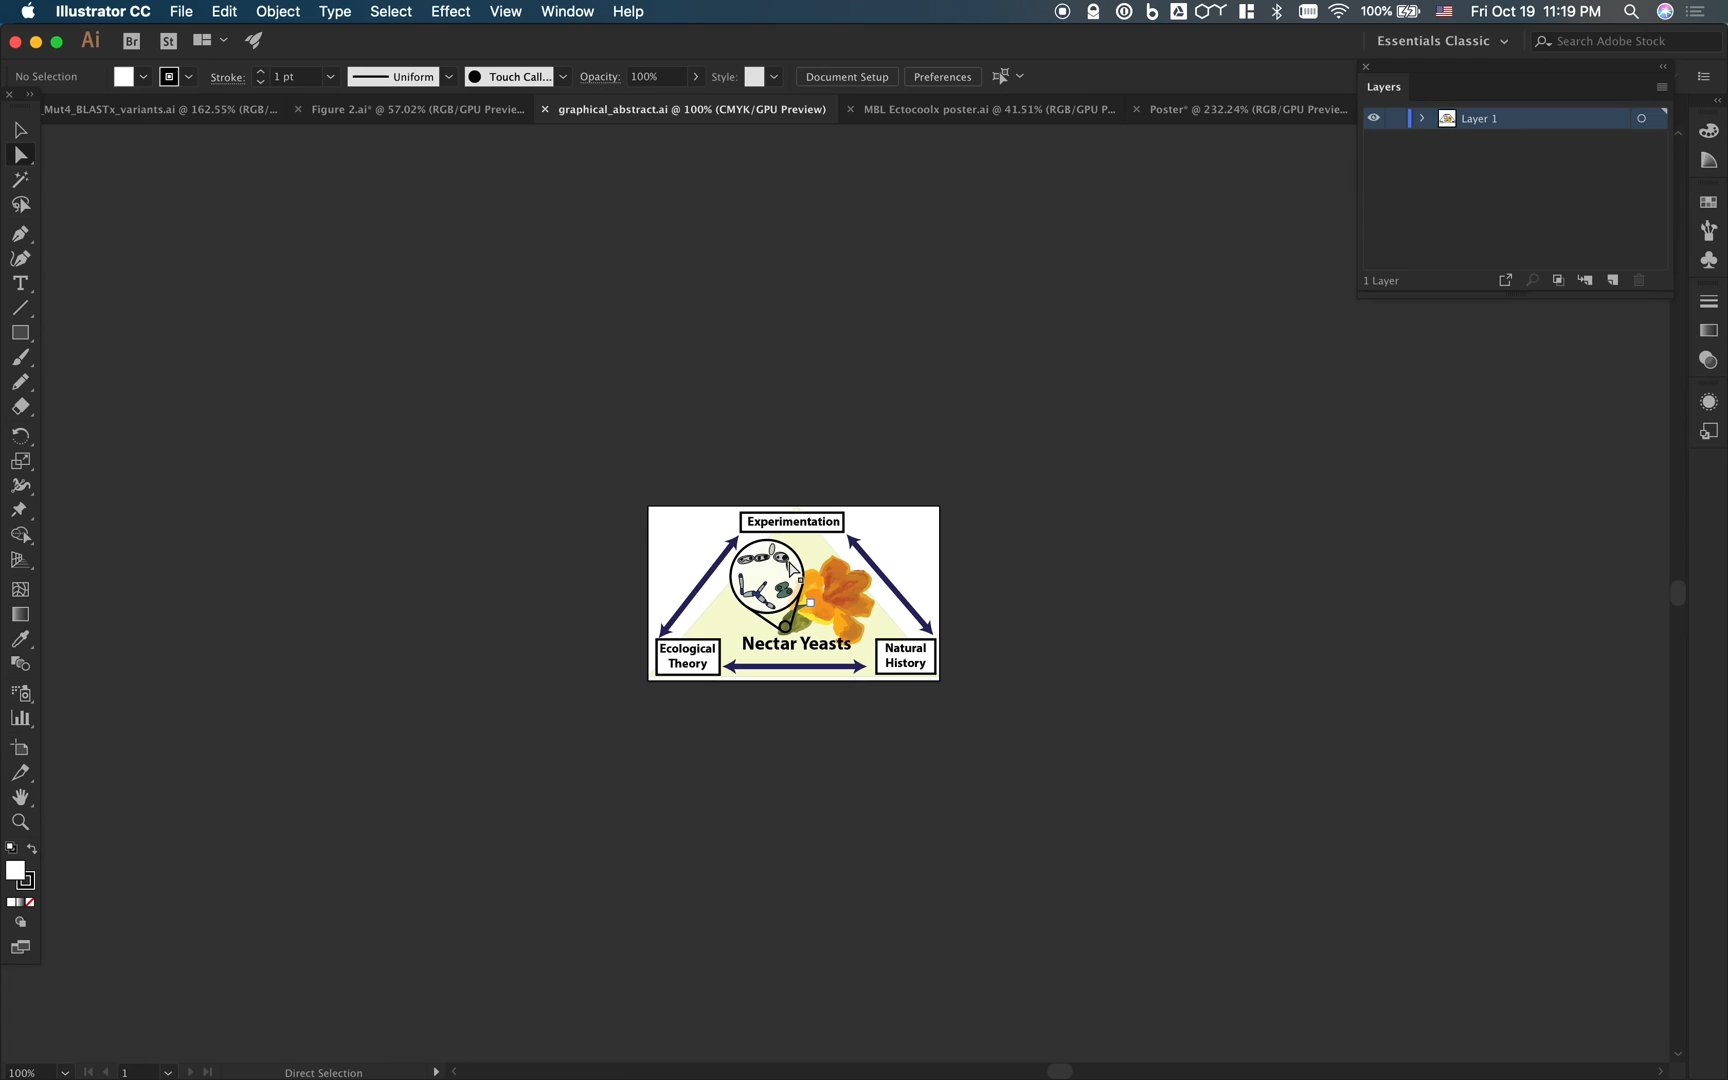 Illustrator CC File Edit Object Type Select Effect View Window Help 100% Fri Oct 19 11:19 PM
Ai Br St Essentials Classic Search Adobe Stock
No Selection Stroke: 1 pt Uniform Touch Call... Opacity: 100% Style: Document Setup Preferences
_Mut4_BLASTx_variants.ai @ 162.55% (RGB/... Figure 2.ai* @ 57.02% (RGB/GPU Previe... graphical_abstract.ai @ 100% (CMYK/GPU Preview) MBL Ectocoolx poster.ai @ 41.51% (RGB/GPU P... Poster* @ 232.24% (RGB/GPU Previe...
Layers
Layer 1
1 Layer
Experimentation
Nectar Yeasts
Ecological
Theory
Natural
History
100% 1 Direct Selection